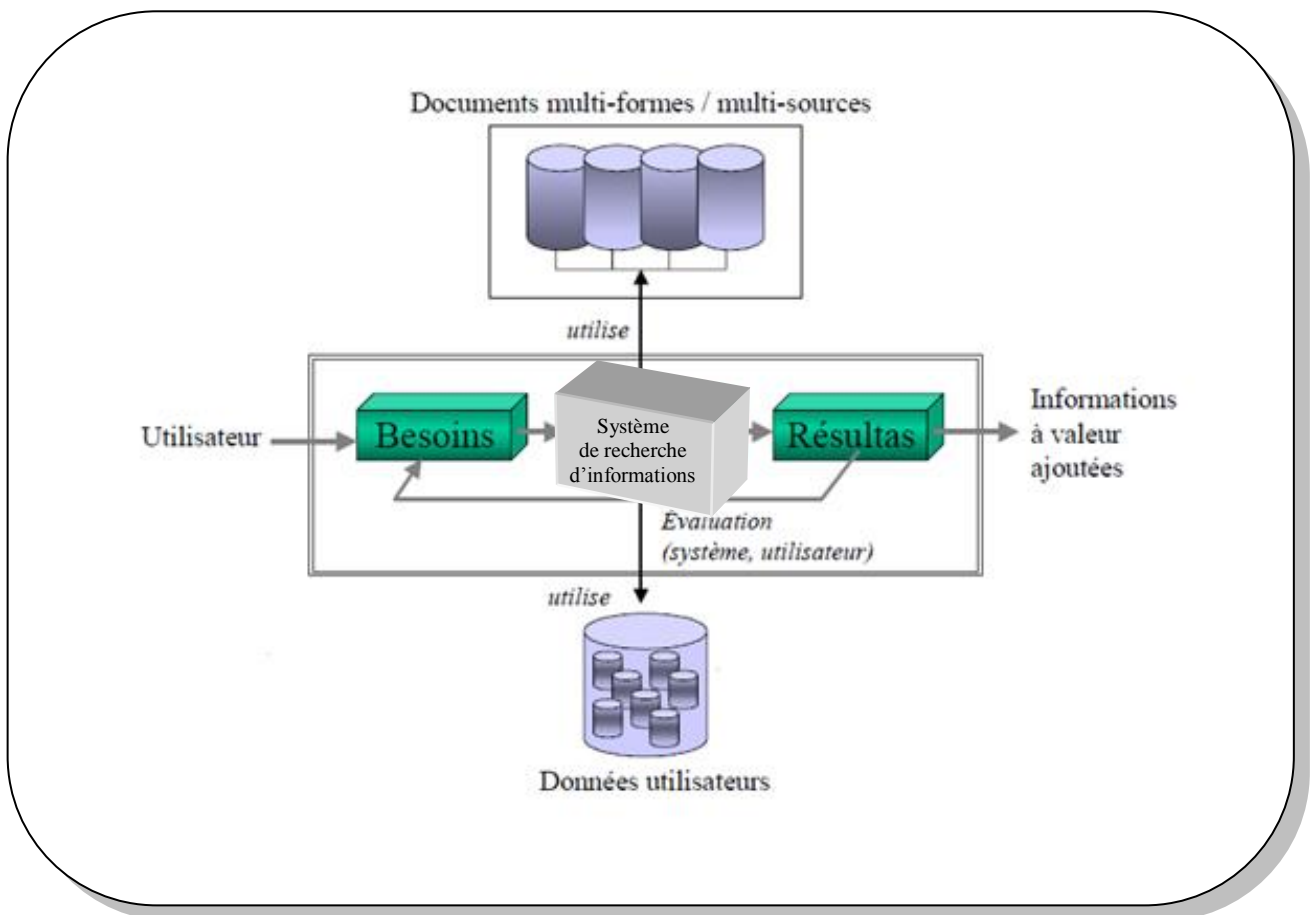 Documents multi-formes / multi-sources
utilise
Utilisateur
Besoins
Système
de recherche
d'informations
Résultas
Informations
à valeur
ajoutées
Évaluation
(système, utilisateur)
utilise
Données utilisateurs